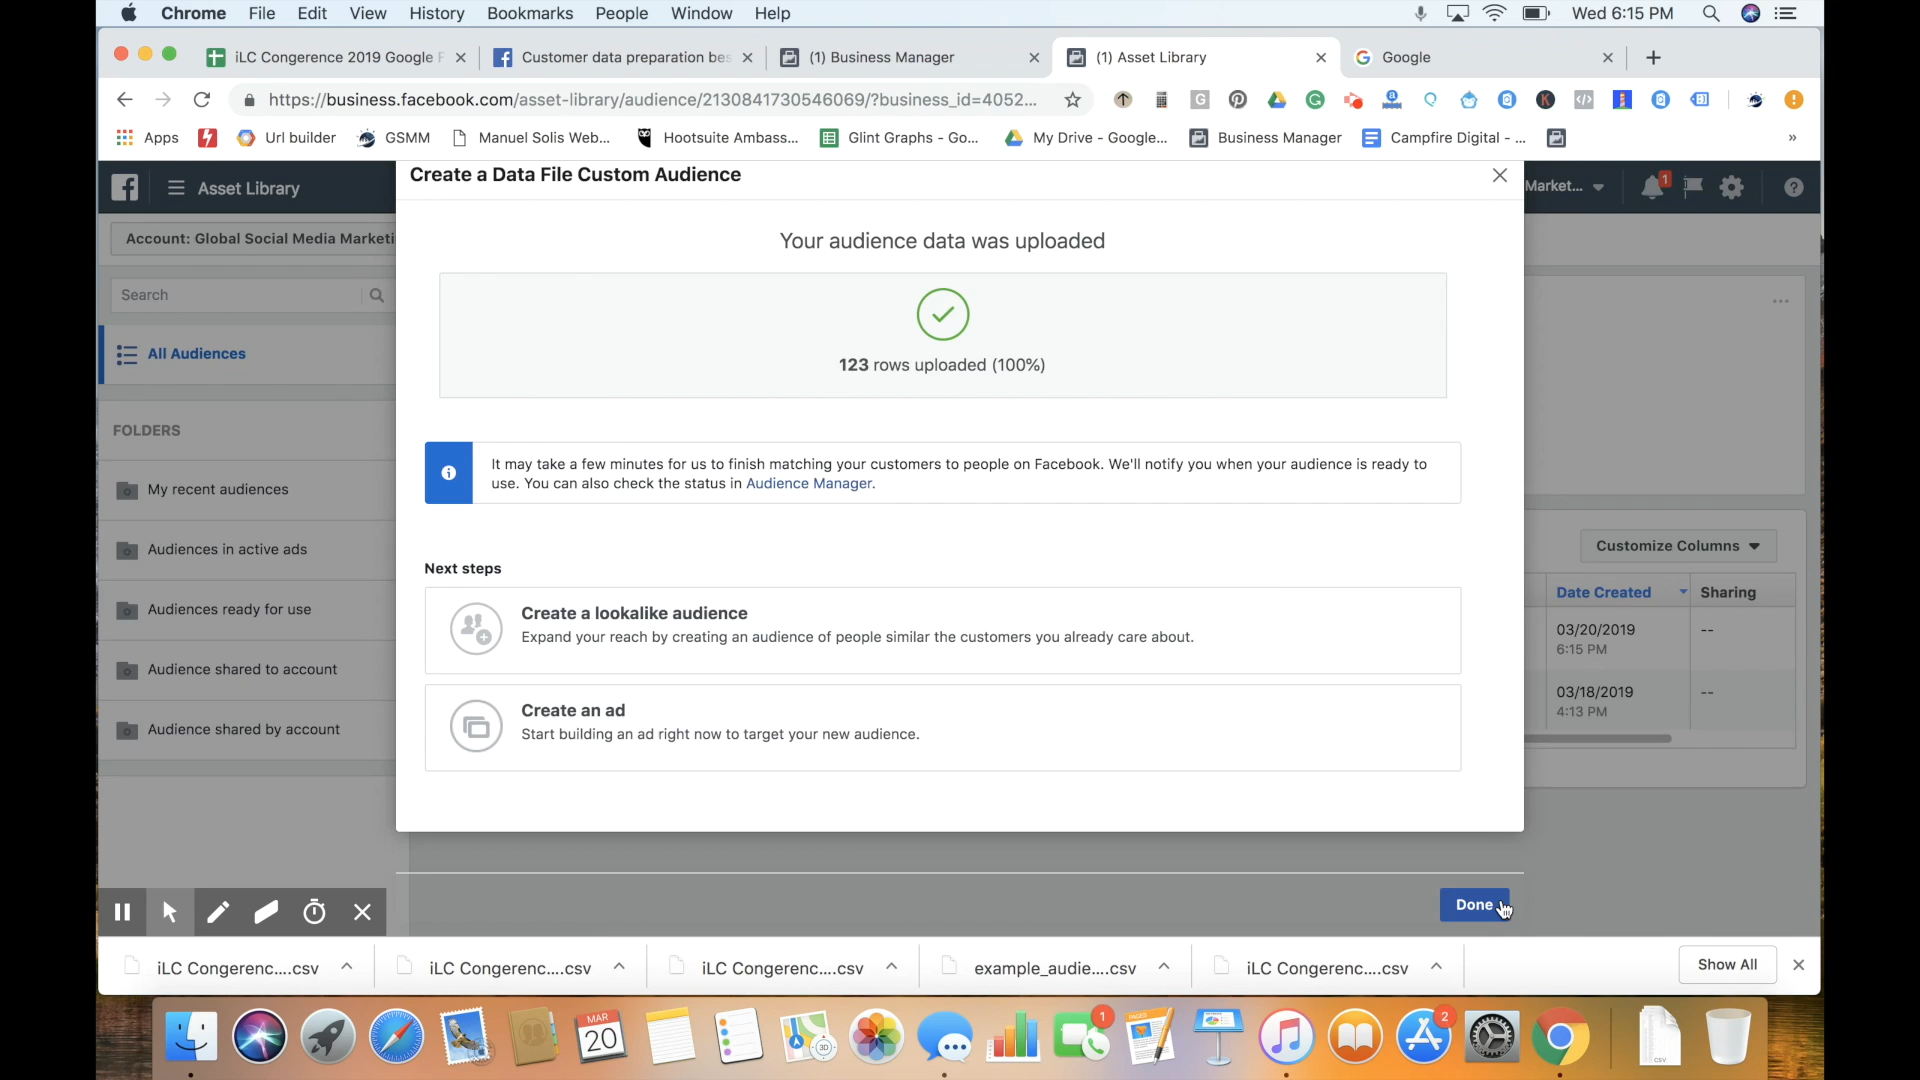 Chrome File Edit View History Bookmarks People Window Help Wed 6:15 PM
iLC Congerence 2019 Google F Customer data preparation bes (1) Business Manager (1) Asset Library Google
https://business.facebook.com/asset-library/audience/2130841730546069/?business_id=4052...
Apps Url builder GSMM Manuel Solis Web... Hootsuite Ambass... Glint Graphs - Go... My Drive - Google... Business Manager Campfire Digital - ... »
Asset Library
Create a Data File Custom Audience
Market...
1
Account: Global Social Media Marketi
Search
All Audiences
FOLDERS
My recent audiences
Audiences in active ads
Audiences ready for use
Audience shared to account
Audience shared by account
Your audience data was uploaded
123 rows uploaded (100%)
It may take a few minutes for us to finish matching your customers to people on Facebook. We'll notify you when your audience is ready to
use. You can also check the status in Audience Manager.
Next steps
Create a lookalike audience
Expand your reach by creating an audience of people similar the customers you already care about.
Create an ad
Start building an ad right now to target your new audience.
Customize Columns
Date Created Sharing
03/20/2019 --
6:15 PM
03/18/2019 --
4:13 PM
Done
iLC Congerenc....csv iLC Congerenc....csv iLC Congerenc....csv example_audie....csv iLC Congerenc....csv Show All
MAR
20
3D
1
PAGES
2
CSV